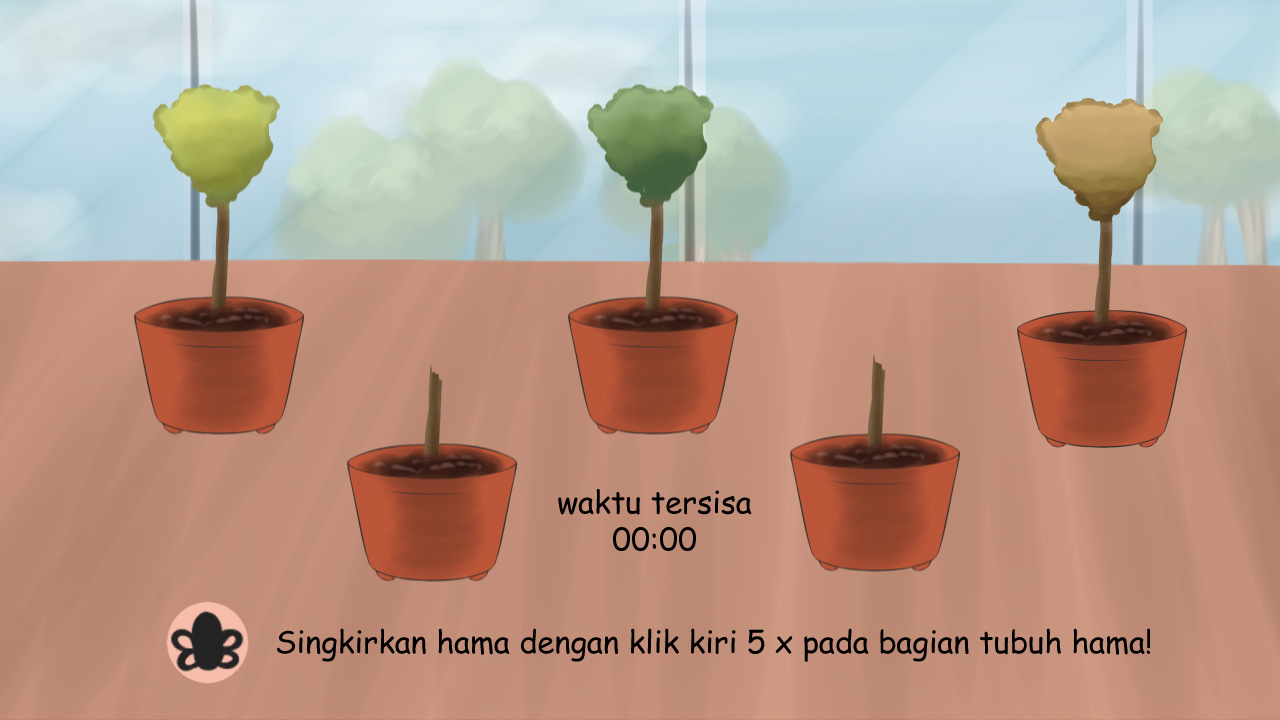 waktu tersisa
00:00
Singkirkan hama dengan klik kiri 5 x pada bagian tubuh hama!